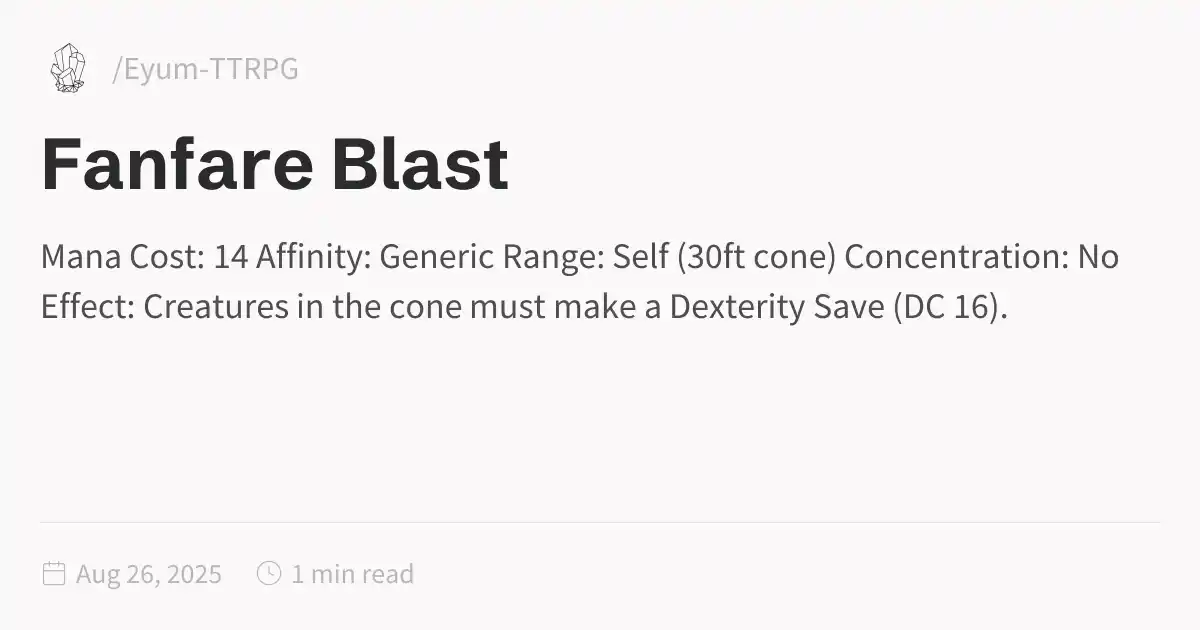 /Eyum-TTRPG
Fanfare Blast
Mana Cost: 14 Affinity: Generic Range: Self (30ft cone) Concentration: No
Effect: Creatures in the cone must make a Dexterity Save (DC 16).
Aug 26, 2025 1 min read